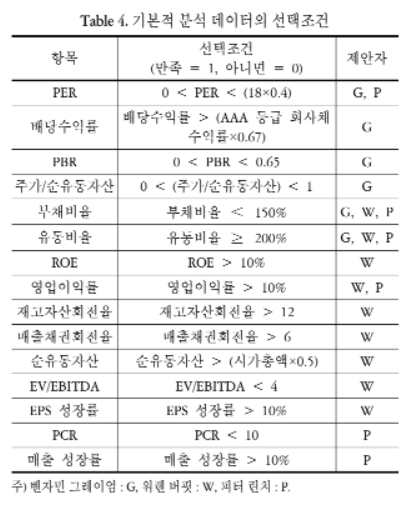 Table 4. 기본적 분석 데이터의 선택조건
항목 선택조건 (만족 = 1, 아니면 = 0) 제안자
PER 0 < PER < (18×0.4) G, P
배당수익률 배당수익률 > (AAA 등급 회사채 수익률×0.67) G
PBR 0 < PBR < 0.65 G
주가/순유동자산 0 < (주가/순유동자산) < 1 G
부채비율 부채비율 < 150% G, W, P
유동비율 유동비율 ≥ 200% G, W, P
ROE ROE > 10% W
영업이익률 영업이익률 > 10% W, P
재고자산회전율 재고자산회전율 > 12 W
매출채권회전율 매출채권회전율 > 6 W
순유동자산 순유동자산 > (시가총액×0.5) W
EV/EBITDA EV/EBITDA < 4 W
EPS 성장률 EPS 성장률 > 10% W
PCR PCR < 10 P
매출 성장률 매출 성장률 > 10% P
주) 벤자민 그레이엄 : G, 워렌 버핏 : W, 피터 린치 : P.